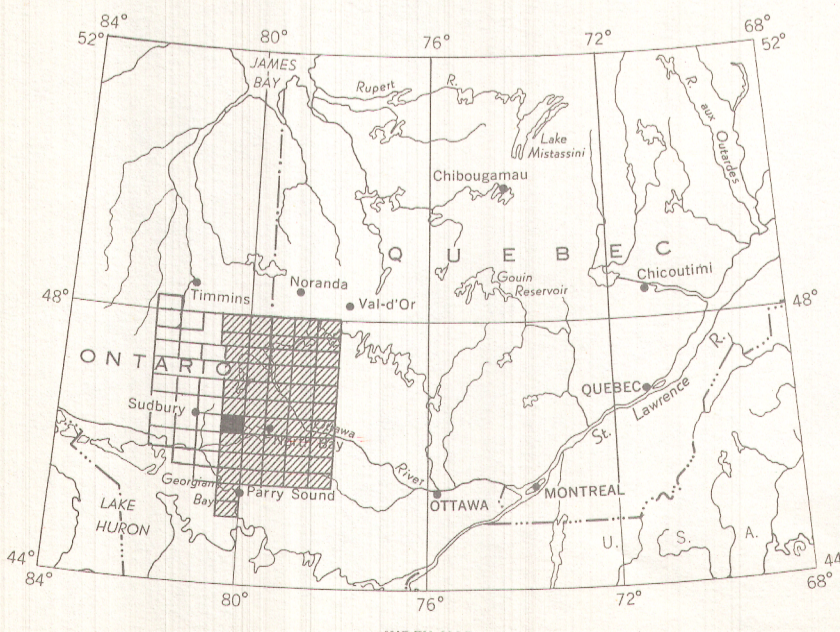 84°
80°
76°
72°
68°
52°
52°
JAMES
BAY
Rupert R.
R. aux Outardes
Lake
Mistassini
Chibougamau
QUEBEC
Gouin
Reservoir
Chicoutimi
Noranda
Timmins
Val-d'Or
48°
48°
ONTARIO
R.
QUEBEC
St. Lawrence
Sudbury
North Bay
Ottawa
River
Georgian
Bay
Parry Sound
OTTAWA
MONTREAL
LAKE
HURON
U. S. A.
44°
44
84°
80°
76°
72°
68°